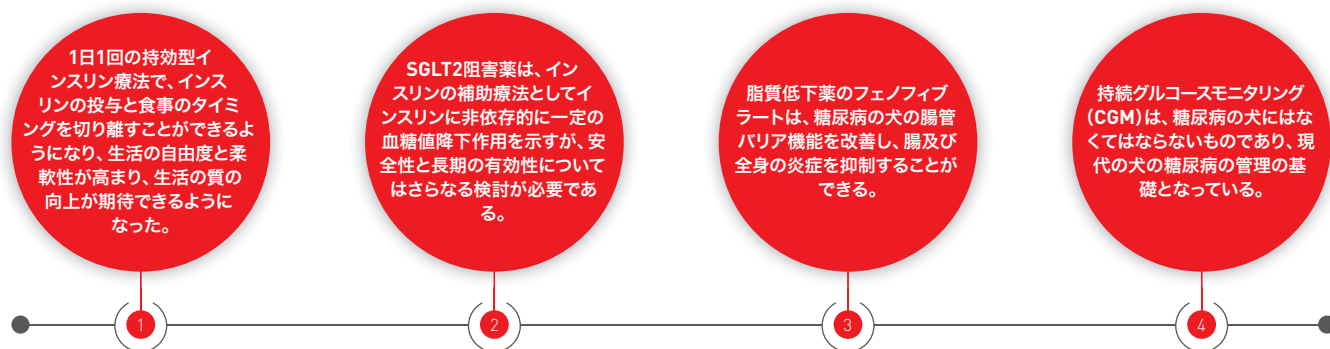 1日1回の持効型イ
ンスリン療法で、インス
リンの投与と食事のタイミ
ングを切り離すことができるよ
うになり、生活の自由度と柔
軟性が高まり、生活の質の
向上が期待できるように
なった。
SGLT2阻害薬は、イン
スリンの補助療法としてイ
ンスリンに非依存的に一定の
血糖値降下作用を示すが、安
全性と長期の有効性について
はさらなる検討が必要であ
る。
脂質低下薬のフェノフィブ
ラートは、糖尿病の犬の腸管
バリア機能を改善し、腸及び
全身の炎症を抑制することが
できる。
持続グルコースモニタリング
(CGM)は、糖尿病の犬にはな
くてはならないものであり、現
代の犬の糖尿病の管理の基
礎となっている。
1
2
3
4